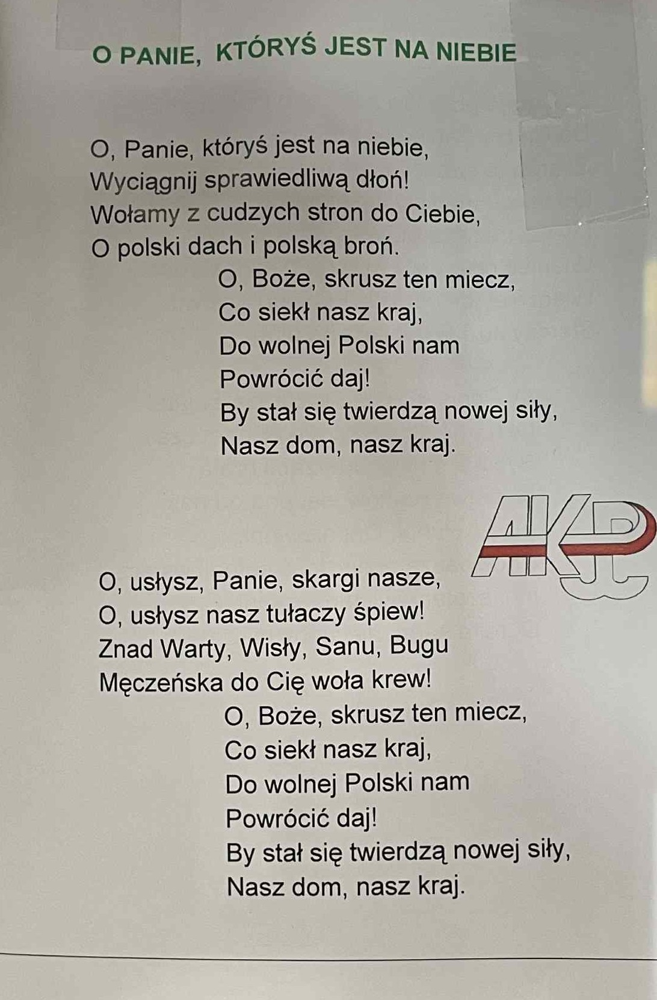 O PANIE, KTÓRYŚ JEST NA NIEBIE
O, Panie, któryś jest na niebie,
Wyciągnij sprawiedliwą dłoń!
Wołamy z cudzych stron do Ciebie,
O polski dach i polską broń.
O, Boże, skrusz ten miecz,
Co siekł nasz kraj,
Do wolnej Polski nam
Powrócić daj!
By stał się twierdzą nowej siły,
Nasz dom, nasz kraj.
AKP
O, usłysz, Panie, skargi nasze,
O, usłysz nasz tułaczy śpiew!
Znad Warty, Wisły, Sanu, Bugu
Męczeńska do Cię woła krew!
O, Boże, skrusz ten miecz,
Co siekł nasz kraj,
Do wolnej Polski nam
Powrócić daj!
By stał się twierdzą nowej siły,
Nasz dom, nasz kraj.